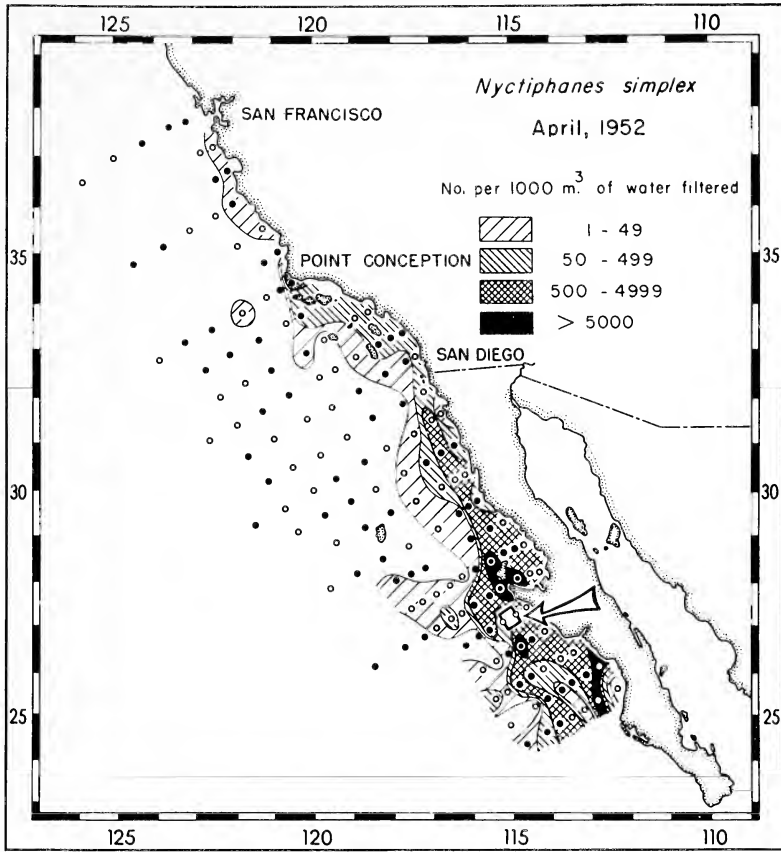 125 120 115 110
Nyctiphanes simplex
SAN FRANCISCO
April, 1952
No. per 1000 m.³ of water filtered
1 - 49
35 POINT CONCEPTION 50 - 499 35
500 - 4999
> 5000
SAN DIEGO
30 30
25 25
125 120 115 110